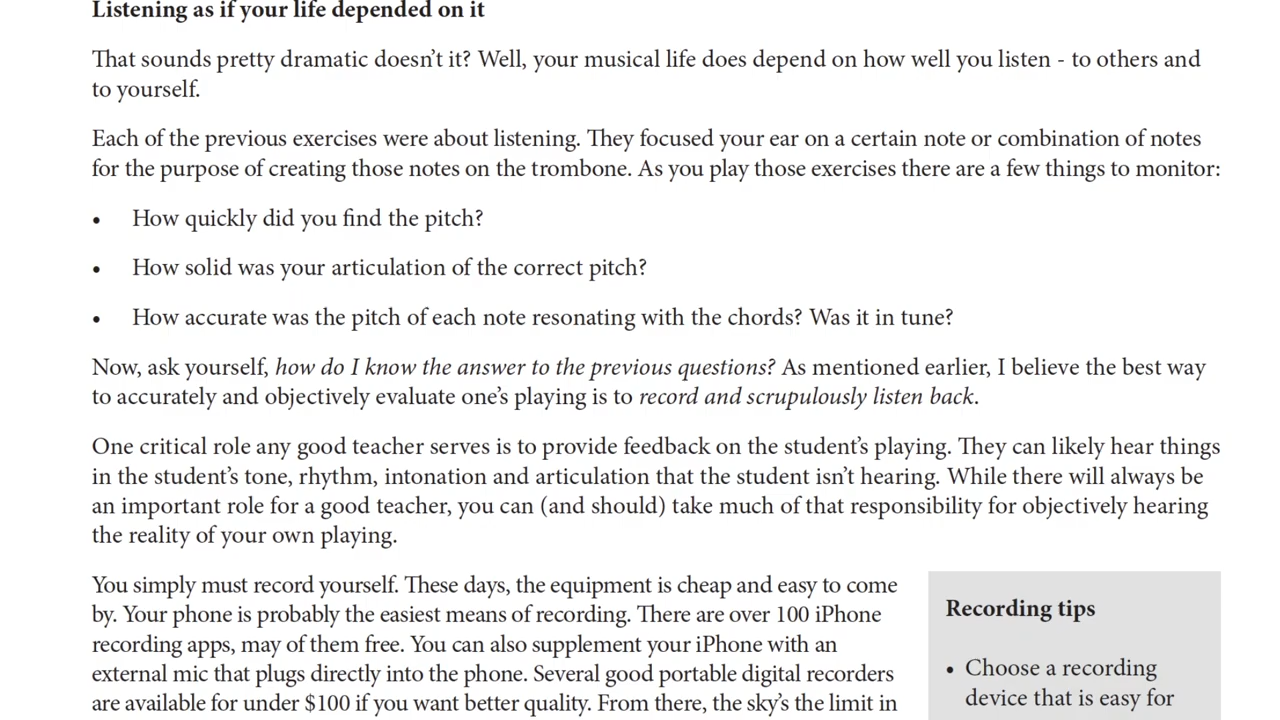 Listening as if your life depended on it
That sounds pretty dramatic doesn't it? Well, your musical life does depend on how well you listen - to others and
to yourself.
Each of the previous exercises were about listening. They focused your ear on a certain note or combination of notes
for the purpose of creating those notes on the trombone. As you play those exercises there are a few things to monitor:
• How quickly did you find the pitch?
• How solid was your articulation of the correct pitch?
• How accurate was the pitch of each note resonating with the chords? Was it in tune?
Now, ask yourself, how do I know the answer to the previous questions? As mentioned earlier, I believe the best way
to accurately and objectively evaluate one's playing is to record and scrupulously listen back.
One critical role any good teacher serves is to provide feedback on the student's playing. They can likely hear things
in the student's tone, rhythm, intonation and articulation that the student isn't hearing. While there will always be
an important role for a good teacher, you can (and should) take much of that responsibility for objectively hearing
the reality of your own playing.
You simply must record yourself. These days, the equipment is cheap and easy to come
by. Your phone is probably the easiest means of recording. There are over 100 iPhone
recording apps, may of them free. You can also supplement your iPhone with an
external mic that plugs directly into the phone. Several good portable digital recorders
are available for under $100 if you want better quality. From there, the sky's the limit in
Recording tips
• Choose a recording
device that is easy for